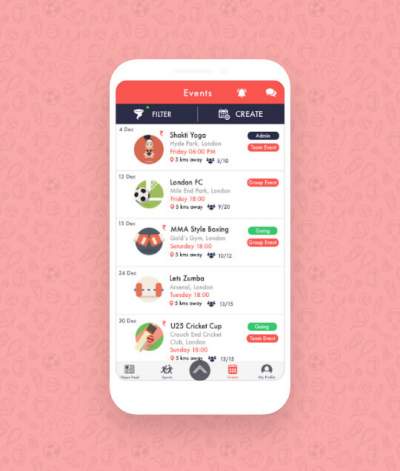 Events
FILTER
CREATE
4 Dec
Shakti Yoga
Admin
Hyde Park, London
Friday 06:00 PM
Team Event
5 kms away 5/10
12 Dec
London FC
Group Event
Mile End Park, London
Friday 18:00
5 kms away 9/20
15 Dec
MMA Style Boxing
Going
Gold's Gym, London
Saturday 18:00
Group Event
5 kms away 10/12
24 Dec
Lets Zumba
Arsenal, London
Tuesday 18:00
5 kms away 13/15
30 Dec
U25 Cricket Cup
Going
Crouch End Cricket
Club, London
Team Event
Sunday 18:00
5 kms away 13/15
Sports
Events
My Profile